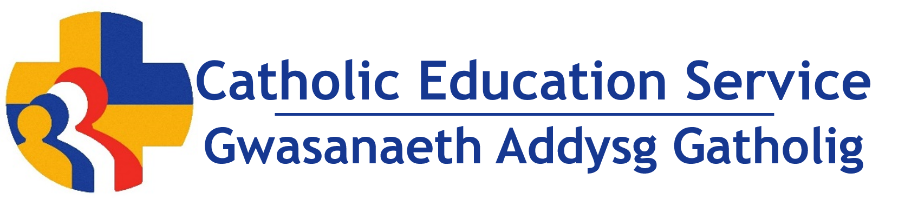 Catholic Education Service
Gwasanaeth Addysg Gatholig